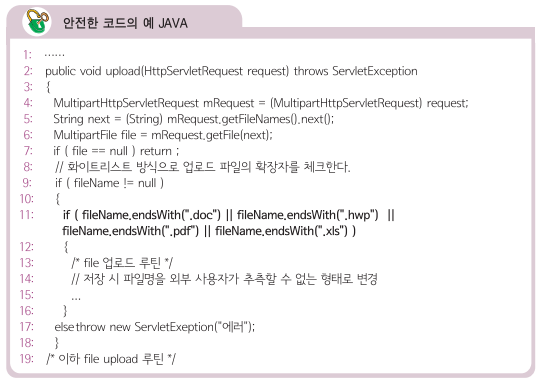 안전한 코드의 예 JAVA
1: ……
2: public void upload(HttpServletRequest request) throws ServletException
3: {
4: MultipartHttpServletRequest mRequest = (MultipartHttpServletRequest) request;
5: String next = (String) mRequest.getFileNames().next();
6: MultipartFile file = mRequest.getFile(next);
7: if ( file == null ) return ;
8: // 화이트리스트 방식으로 업로드 파일의 확장자를 체크한다.
9: if ( fileName != null )
10: {
11: if ( fileName.endsWith(".doc") || fileName.endsWith(".hwp") ||
fileName.endsWith(".pdf") || fileName.endsWith(".xls") )
12: {
13: /* file 업로드 루틴 */
14: // 저장 시 파일명을 외부 사용자가 추측할 수 없는 형태로 변경
15: ...
16: }
17: else throw new ServletExeption("에러");
18: }
19: /* 이하 file upload 루틴 */